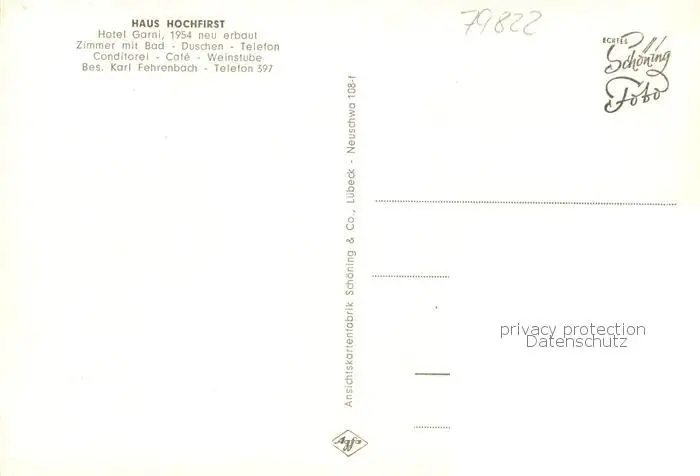 HAUS HOCHFIRST
Hotel Garni, 1954 neu erbaut
Zimmer mit Bad - Duschen - Telefon
Conditorei - Café - Weinstube
Bes. Karl Fehrenbach - Telefon 397
79822
ECHTES
Schöning
Foto
Ansichtskartenfabrik Schöning & Co., Lübeck - Neuschwa 108-f
privacy protection
Datenschutz
Agfa